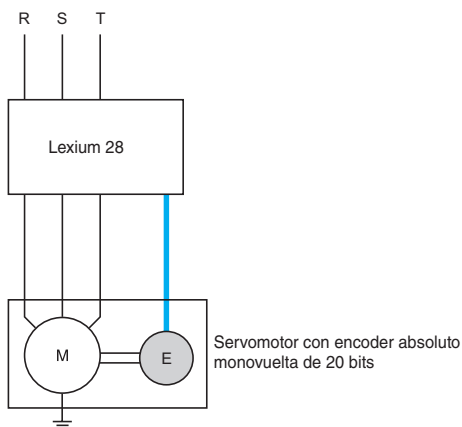 R S T
Lexium 28
M
E
Servomotor con encoder absoluto
monovuelta de 20 bits